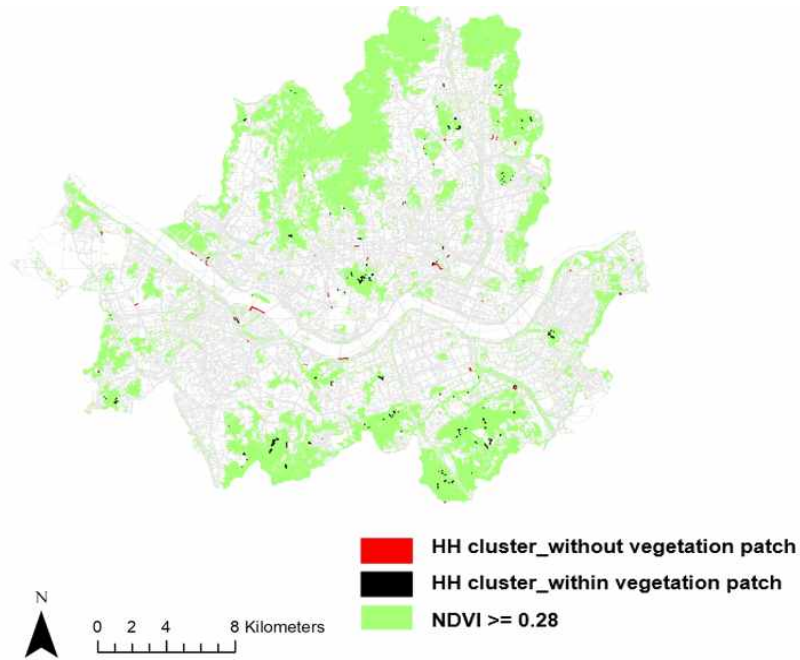 HH cluster_without vegetation patch
HH cluster_within vegetation patch
NDVI >= 0.28
N
0 2 4 8 Kilometers